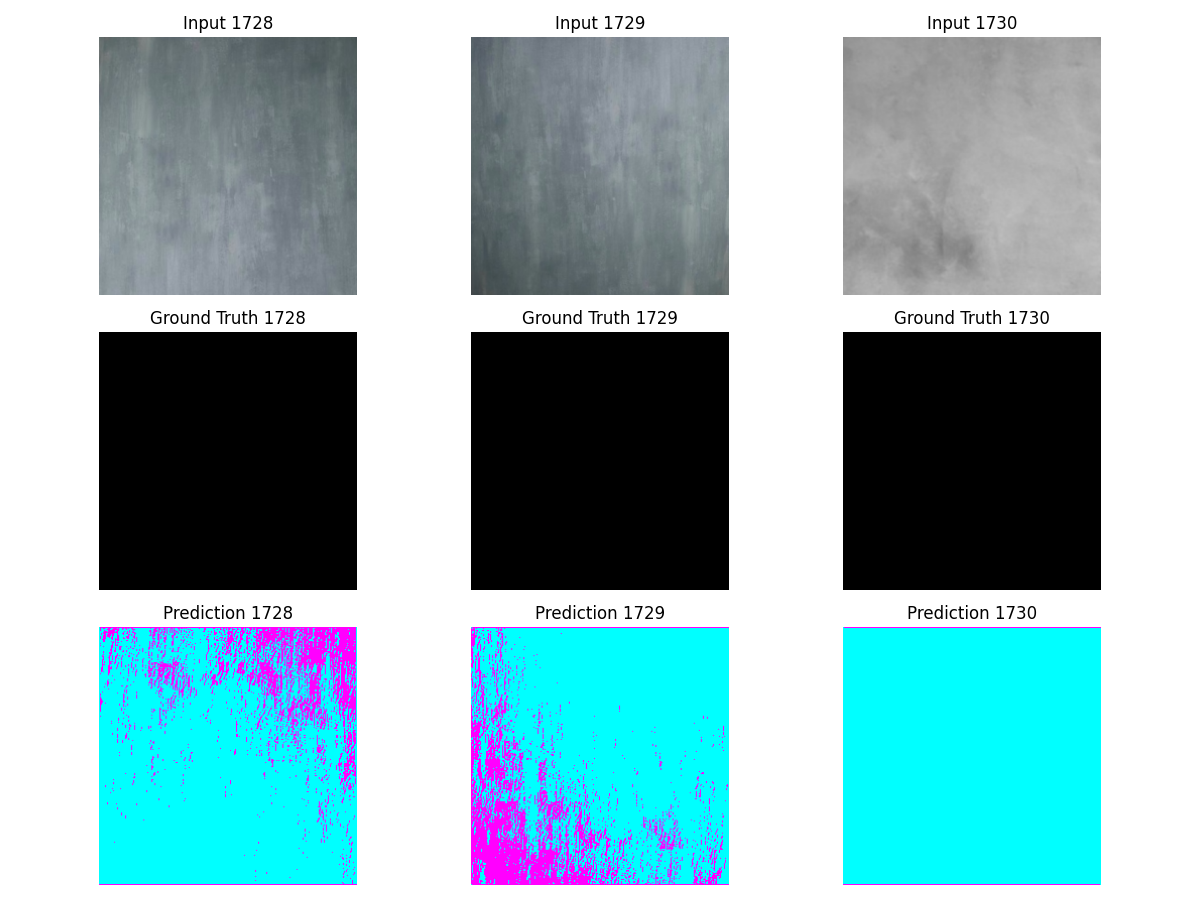 Input 1728
Input 1729
Input 1730
Ground Truth 1728
Ground Truth 1729
Ground Truth 1730
Prediction 1728
Prediction 1729
Prediction 1730